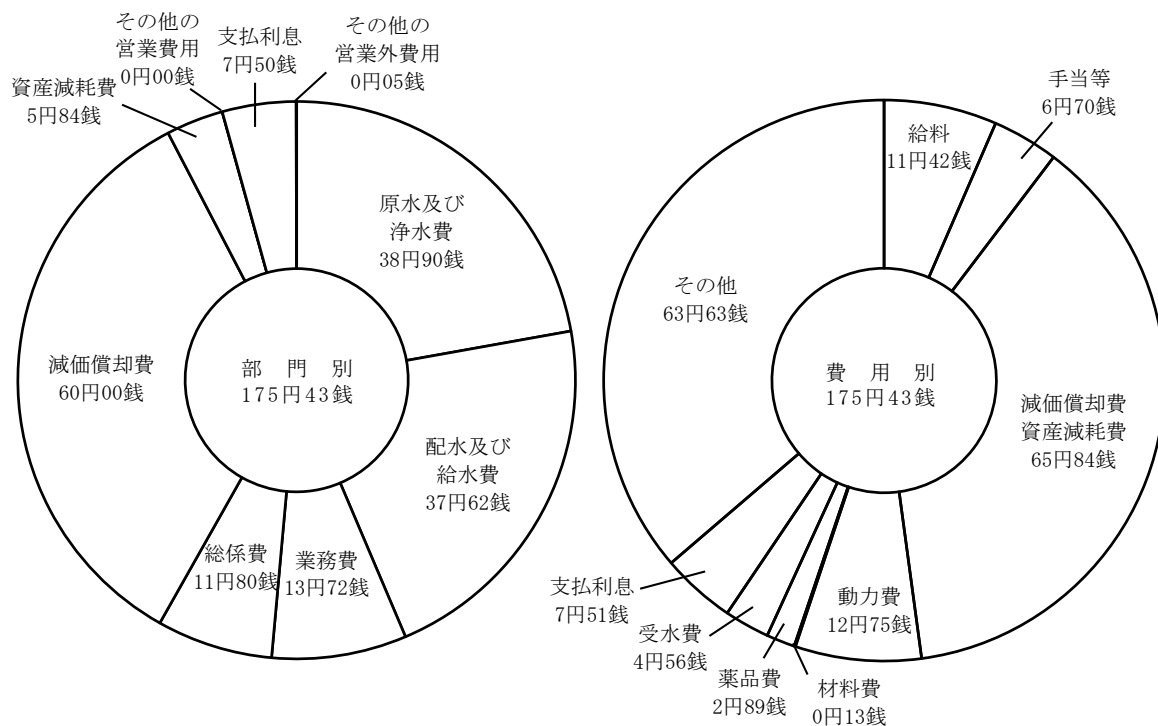 その他の
営業費用
0円00銭
支払利息
7円50銭
その他の
営業外費用
0円05銭
資産減耗費
5円84銭
原水及び
浄水費
38円90銭
減価償却費
60円00銭
部門別
175円43銭
配水及び
給水費
37円62銭
総係費
11円80銭
業務費
13円72銭
手当等
6円70銭
給料
11円42銭
その他
63円63銭
費用別
175円43銭
減価償却費
資産減耗費
65円84銭
支払利息
7円51銭
受水費
4円56銭
薬品費
2円89銭
材料費
0円13銭
動力費
12円75銭